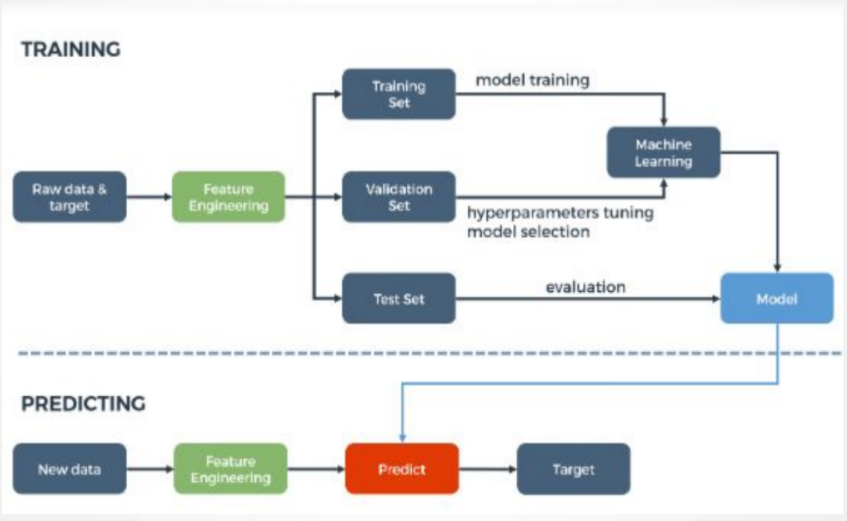 TRAINING
Training
Set
model training
Machine
Learning
Raw data &
target
Feature
Engineering
Validation
Set
hyperparameters tuning
model selection
Test Set
evaluation
Model
PREDICTING
New data
Feature
Engineering
Predict
Target